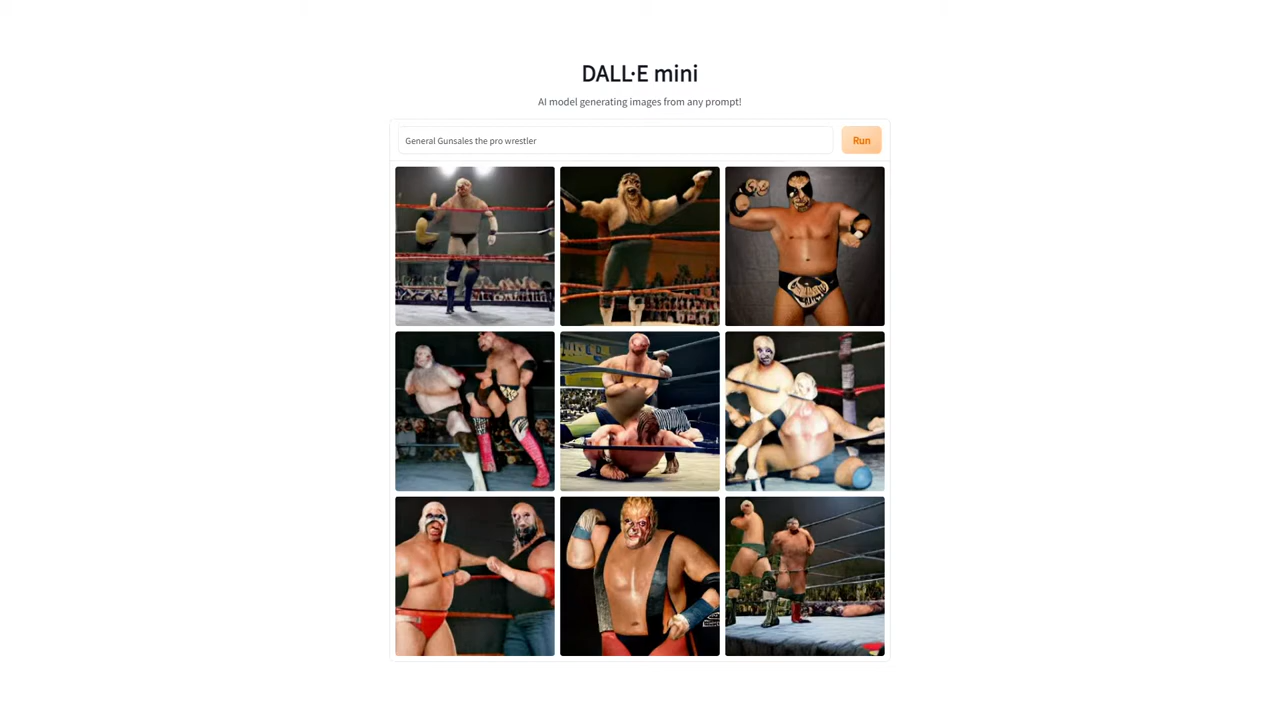 DALL·E mini
AI model generating images from any prompt!
General Gunsales the pro wrestler
Run